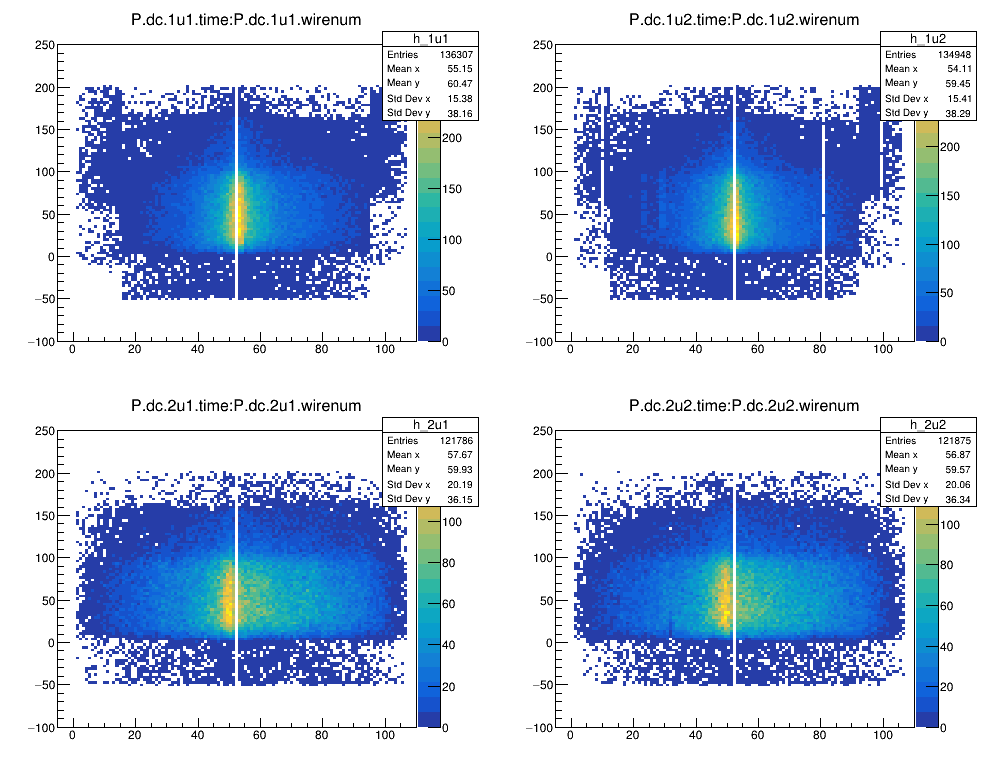 P.dc.1u1.time:P.dc.1u1.wirenum
h_1u1
Entries 136307
Mean x 55.15
Mean y 60.47
Std Dev x 15.38
Std Dev y 38.16
250
200
150
100
50
0
−50
−100
0 20 40 60 80 100
200
150
100
50
0
P.dc.1u2.time:P.dc.1u2.wirenum
h_1u2
Entries 134948
Mean x 54.11
Mean y 59.45
Std Dev x 15.41
Std Dev y 38.29
250
200
150
100
50
0
−50
−100
0 20 40 60 80 100
200
150
100
50
0
P.dc.2u1.time:P.dc.2u1.wirenum
h_2u1
Entries 121786
Mean x 57.67
Mean y 59.93
Std Dev x 20.19
Std Dev y 36.15
250
200
150
100
50
0
−50
−100
0 20 40 60 80 100
100
80
60
40
20
0
P.dc.2u2.time:P.dc.2u2.wirenum
h_2u2
Entries 121875
Mean x 56.87
Mean y 59.57
Std Dev x 20.06
Std Dev y 36.34
250
200
150
100
50
0
−50
−100
0 20 40 60 80 100
100
80
60
40
20
0